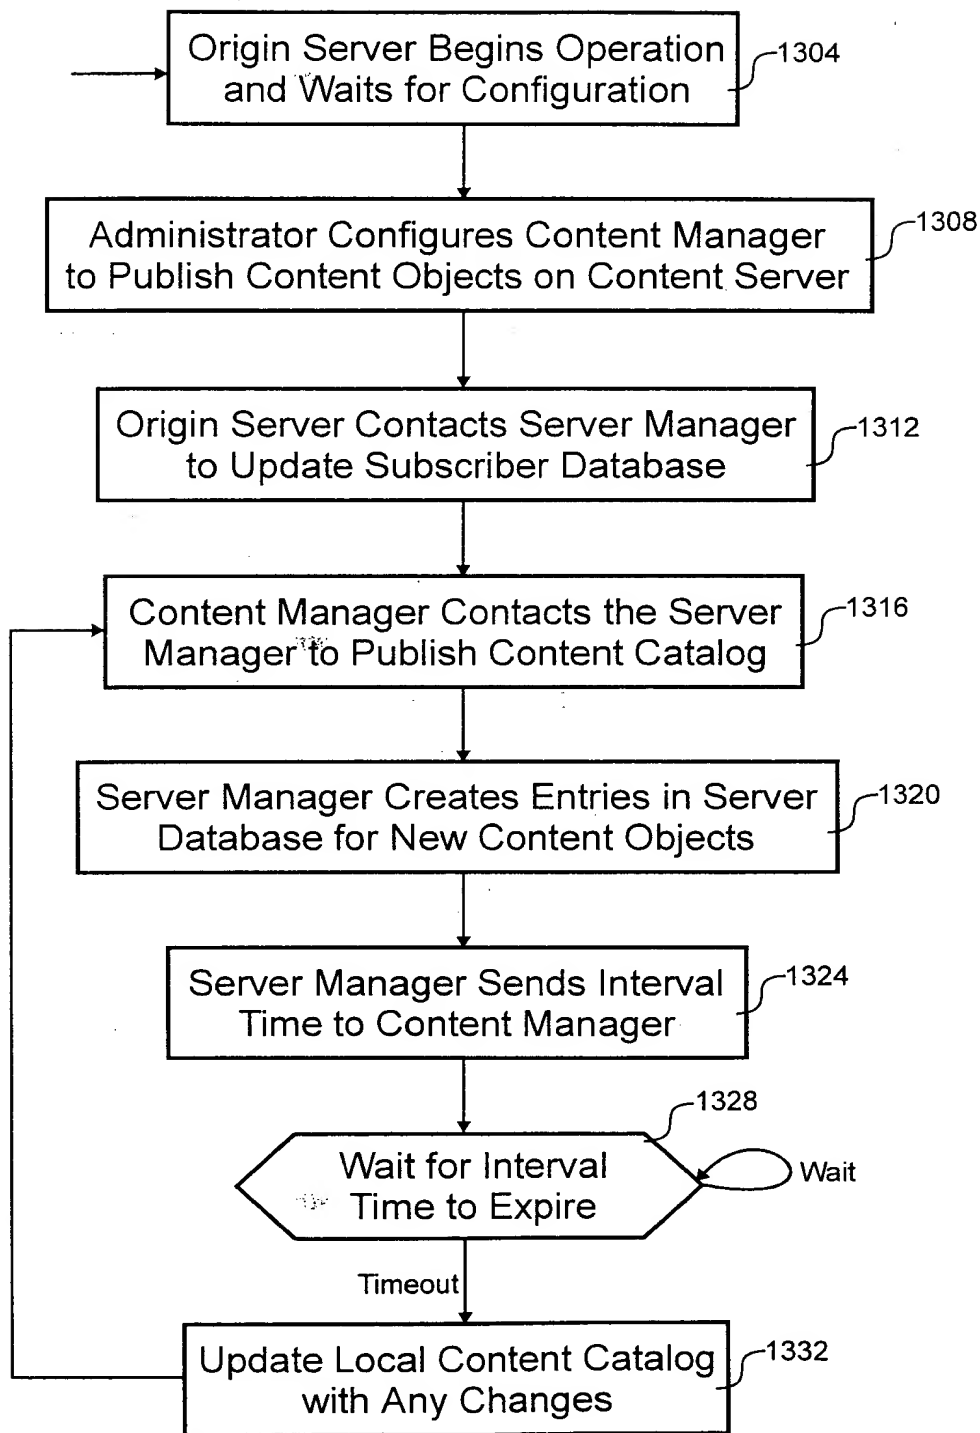 Origin Server Begins Operation
and Waits for Configuration
1304
Administrator Configures Content Manager
to Publish Content Objects on Content Server
1308
Origin Server Contacts Server Manager
to Update Subscriber Database
1312
Content Manager Contacts the Server
Manager to Publish Content Catalog
1316
Server Manager Creates Entries in Server
Database for New Content Objects
1320
Server Manager Sends Interval
Time to Content Manager
1324
1328
Wait for Interval
Time to Expire
Wait
Timeout
Update Local Content Catalog
with Any Changes
1332